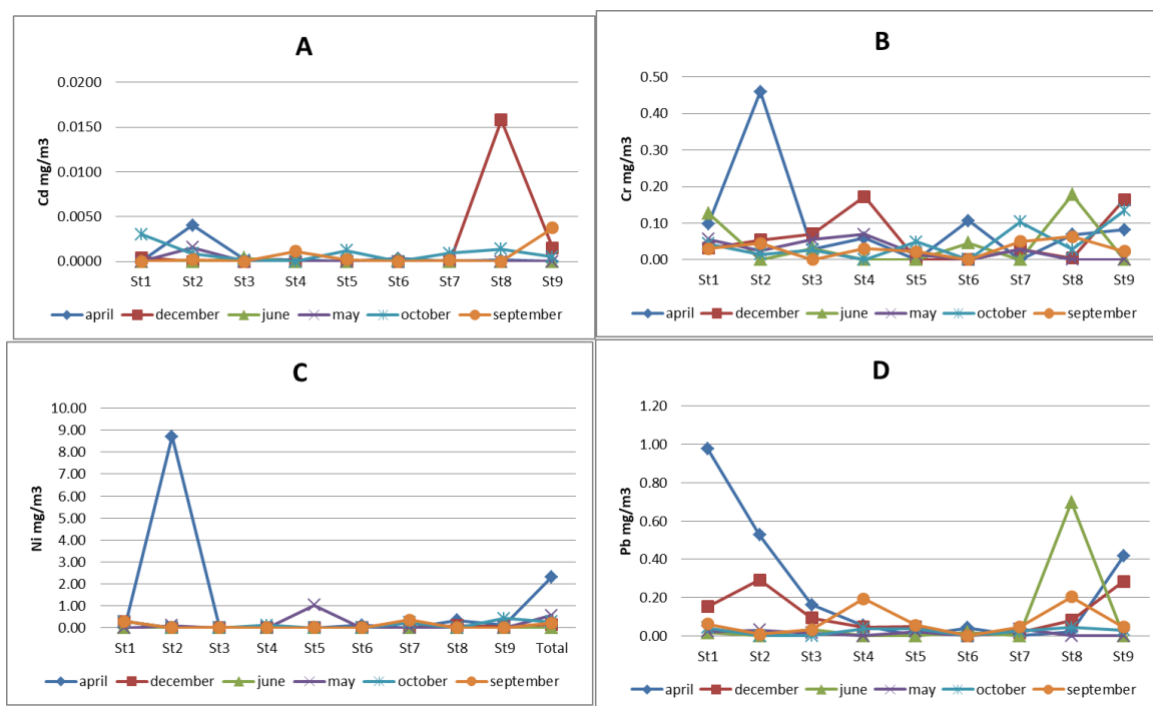 A
Cd mg/m3
0.0200
0.0150
0.0100
0.0050
0.0000
St1 St2 St3 St4 St5 St6 St7 St8 St9
april december june may october september
B
Cr mg/m3
0.50
0.40
0.30
0.20
0.10
0.00
St1 St2 St3 St4 St5 St6 St7 St8 St9
april december june may october september
C
Ni mg/m3
10.00
9.00
8.00
7.00
6.00
5.00
4.00
3.00
2.00
1.00
0.00
St1 St2 St3 St4 St5 St6 St7 St8 St9 Total
april december june may october september
D
Pb mg/m3
1.20
1.00
0.80
0.60
0.40
0.20
0.00
St1 St2 St3 St4 St5 St6 St7 St8 St9
april december june may october september